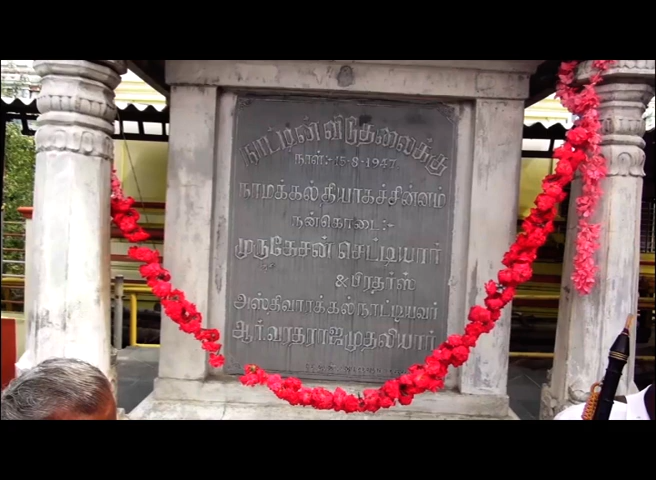 நாட்டின் விடுதலைக்கு
நாள்:- 15-8-1947
நாமக்கல் தியாகச்சின்னம்
நன்கொடை:-
முருகேசன் செட்டியார்
& பிரதர்ஸ்
அஸ்திவாரக்கல் நாட்டியவர்
ஆர். வரதராஜ முதலியார்